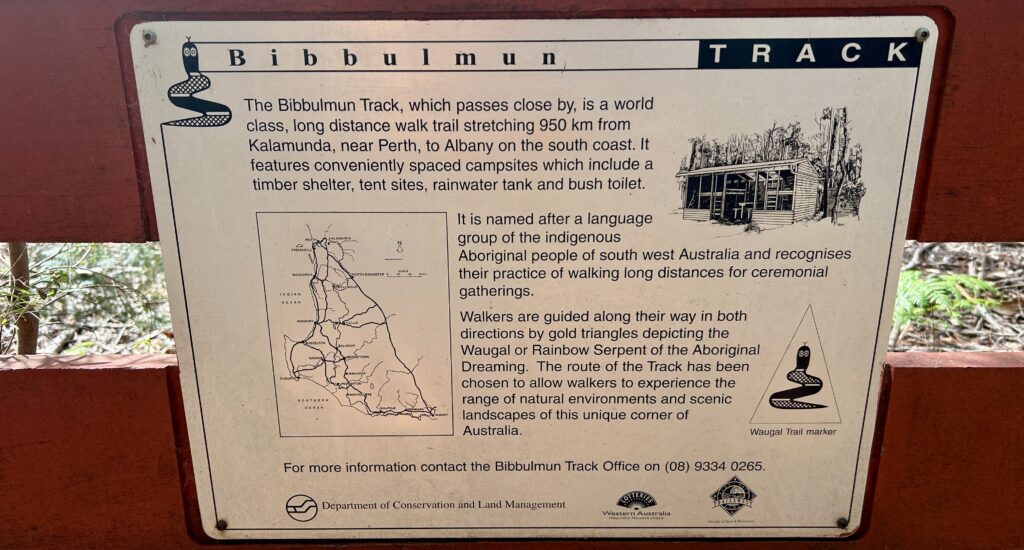 Bibbulmun TRACK
The Bibbulmun Track, which passes close by, is a world
class, long distance walk trail stretching 950 km from
Kalamunda, near Perth, to Albany on the south coast. It
features conveniently spaced campsites which include a
timber shelter, tent sites, rainwater tank and bush toilet.
It is named after a language
group of the indigenous
Aboriginal people of south west Australia and recognises
their practice of walking long distances for ceremonial
gatherings.
Walkers are guided along their way in both
directions by gold triangles depicting the
Waugal or Rainbow Serpent of the Aboriginal
Dreaming. The route of the Track has been
chosen to allow walkers to experience the
range of natural environments and scenic
landscapes of this unique corner of
Australia.
KALAMUNDA
N
INDIAN
OCEAN
SOUTHERN
OCEAN
ALBANY
Waugal Trail marker
For more information contact the Bibbulmun Track Office on (08) 9334 0265.
Department of Conservation and Land Management
LOTTERIES
Western Australia